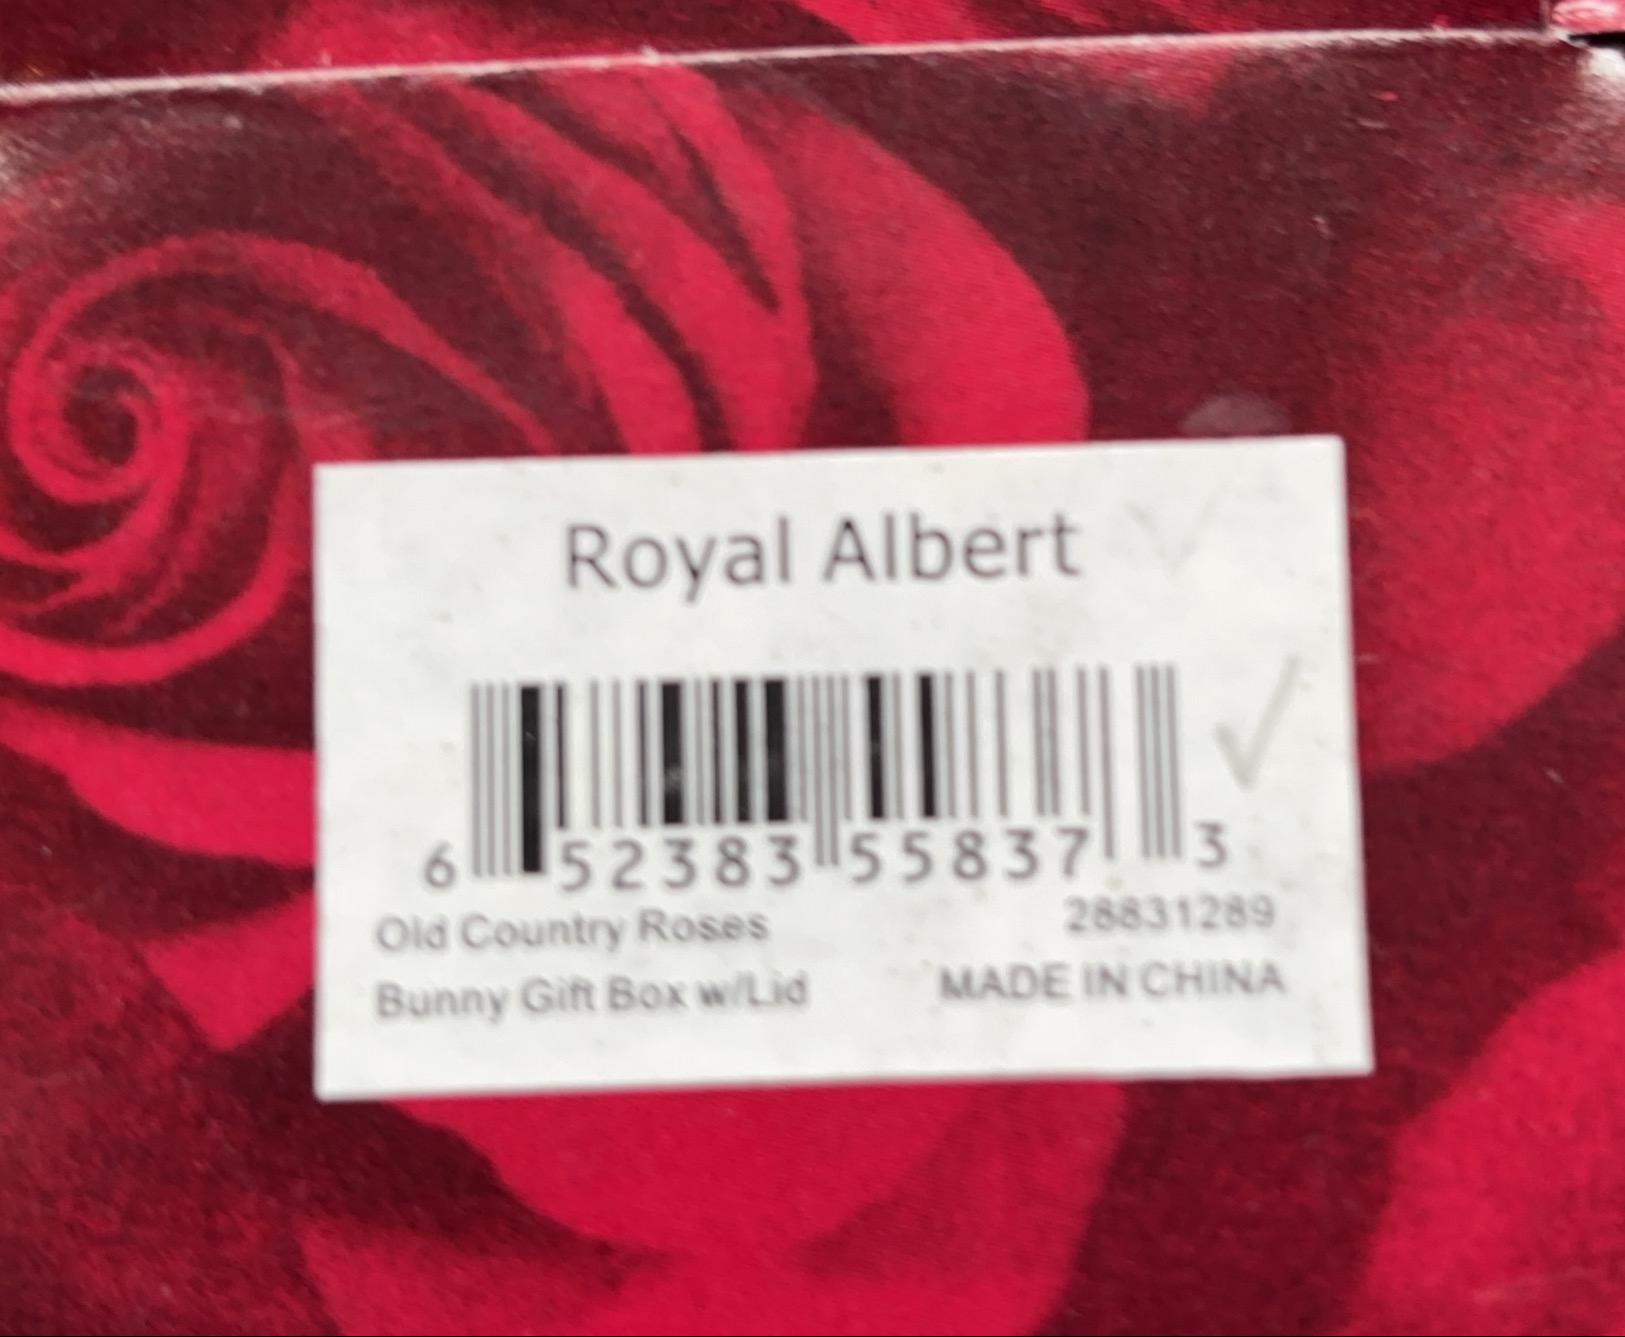 Royal Albert
6 52383 55837 3
Old Country Roses 28831289
Bunny Gift Box w/Lid MADE IN CHINA